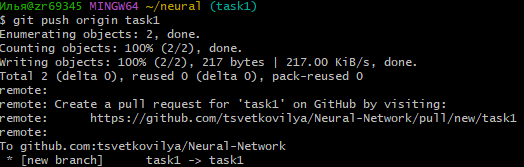 Илья@zr69345 MINGW64 ~/neural (task1)
$ git push origin task1
Enumerating objects: 2, done.
Counting objects: 100% (2/2), done.
Writing objects: 100% (2/2), 217 bytes | 217.00 KiB/s, done.
Total 2 (delta 0), reused 0 (delta 0), pack-reused 0
remote:
remote: Create a pull request for 'task1' on GitHub by visiting:
remote:      https://github.com/tsvetkovilya/Neural-Network/pull/new/task1
remote:
To github.com:tsvetkovilya/Neural-Network
 * [new branch]      task1 -> task1